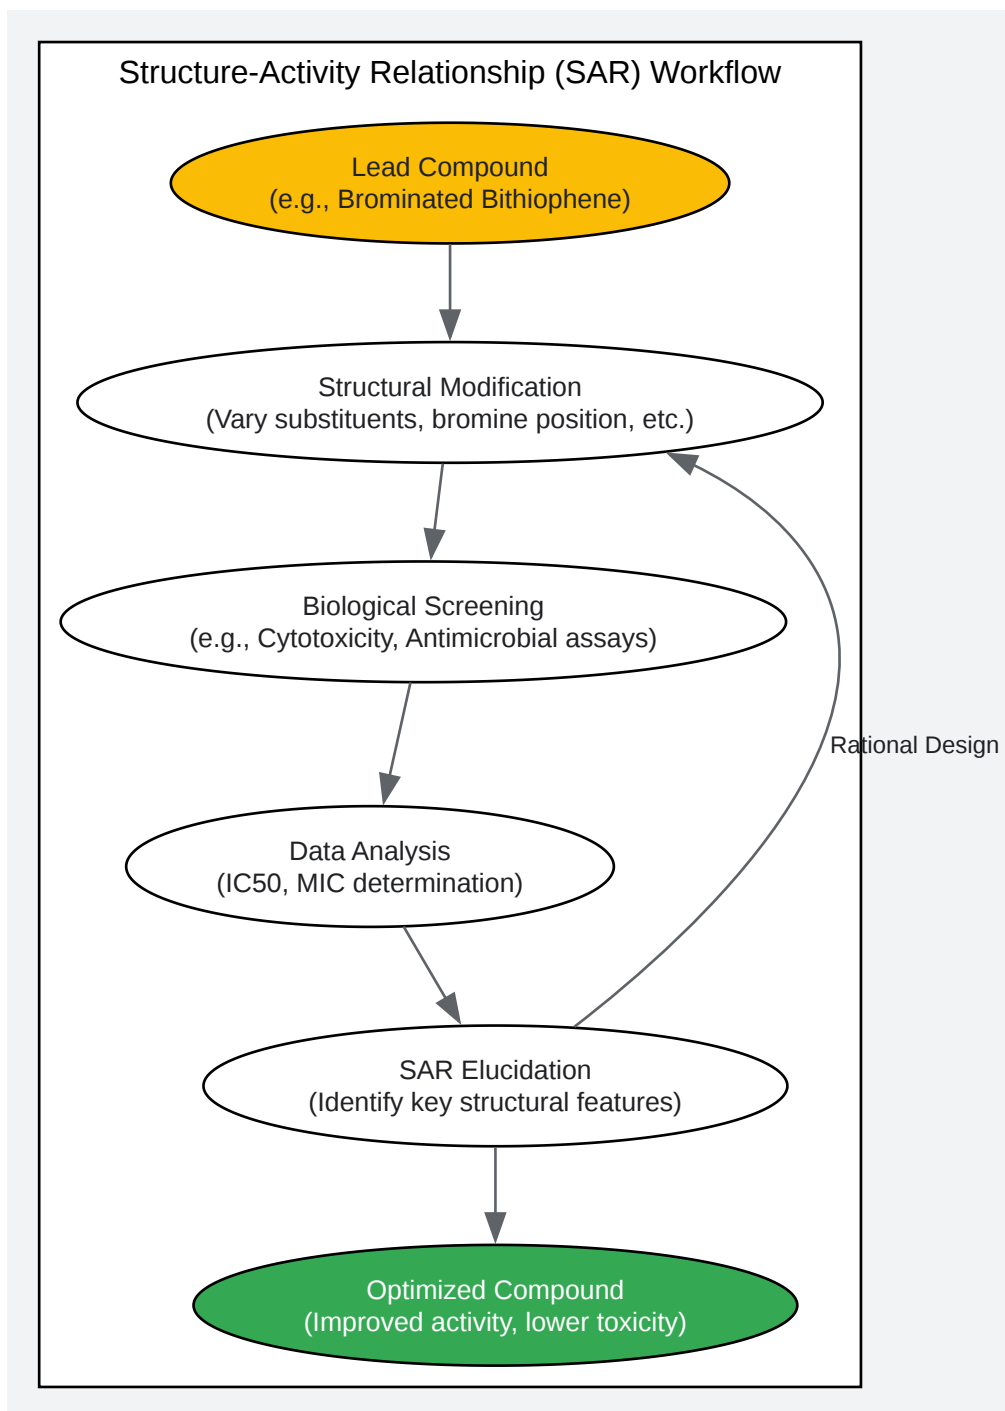 Structure-Activity Relationship (SAR) Workflow
Lead Compound
(e.g., Brominated Bithiophene)
Structural Modification
(Vary substituents, bromine position, etc.)
Biological Screening
(e.g., Cytotoxicity, Antimicrobial assays)
Rational Design
Data Analysis
(IC50, MIC determination)
SAR Elucidation
(Identify key structural features)
Optimized Compound
(Improved activity, lower toxicity)